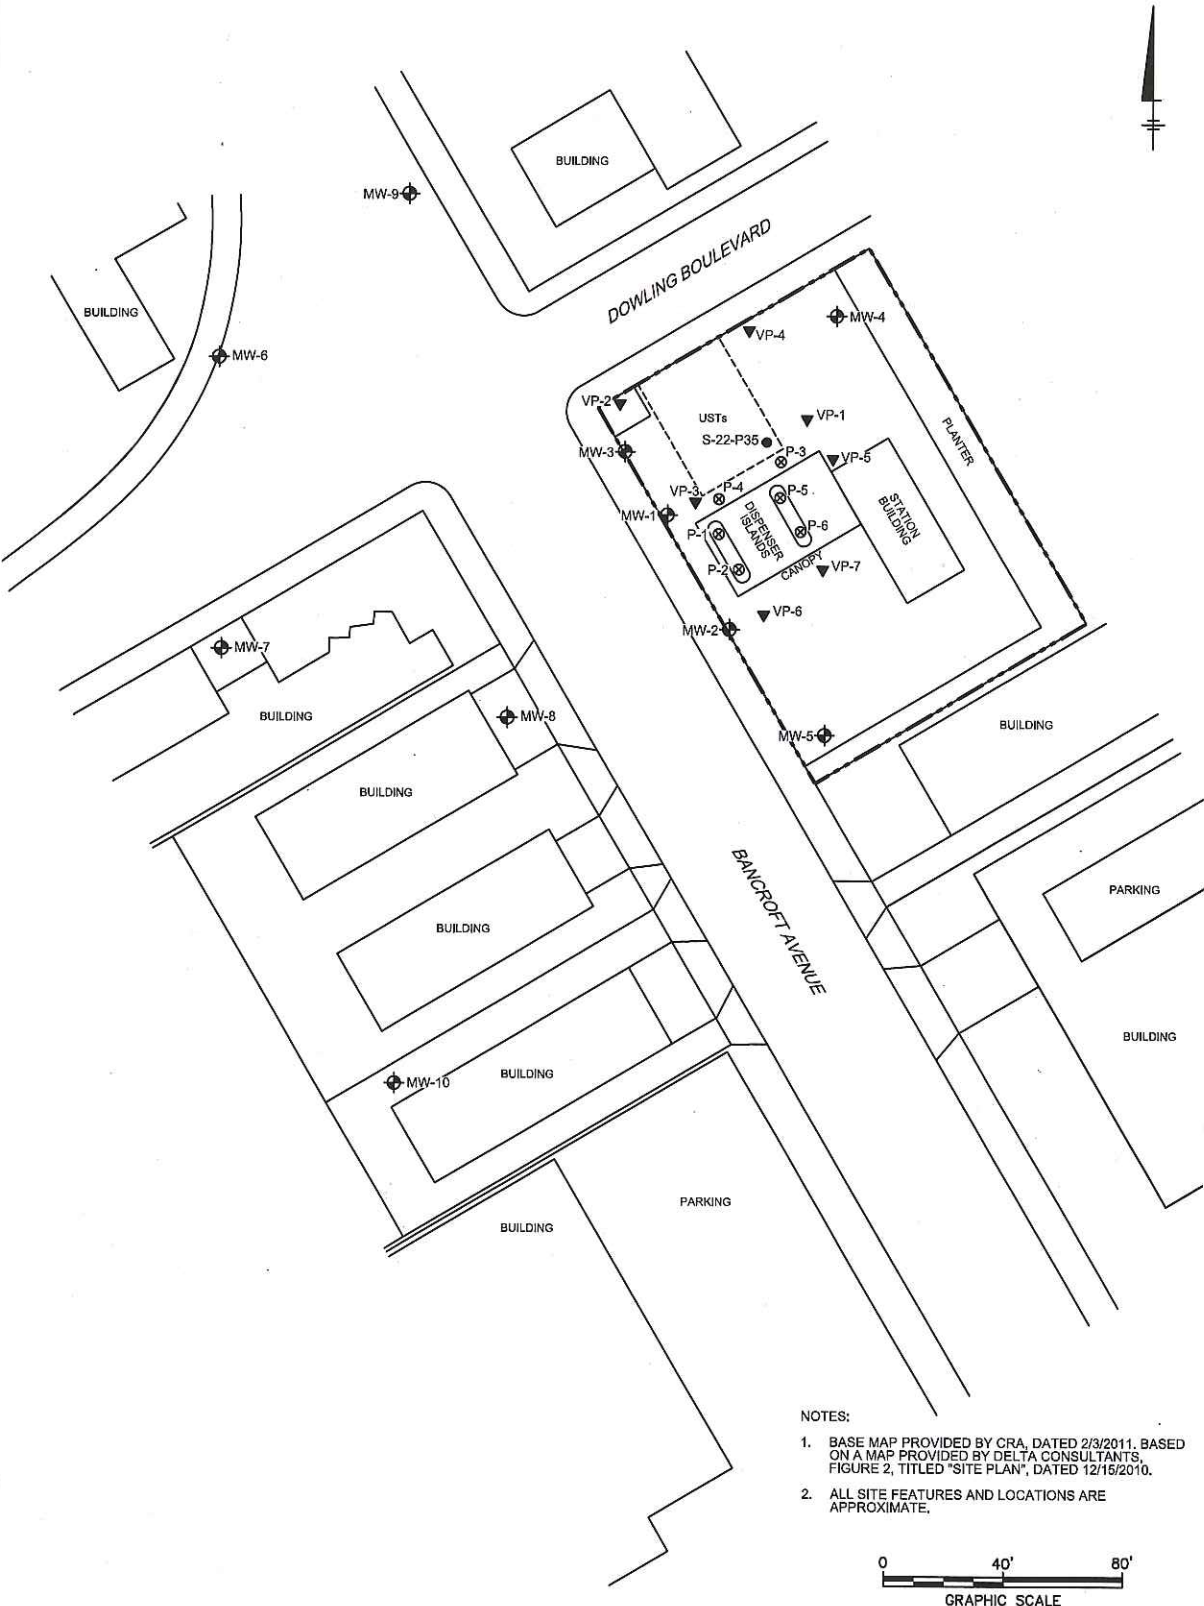 BUILDING
MW-9
DOWLING BOULEVARD
BUILDING
MW-4
VP-4
MW-6
VP-2
VP-1
USTs
S-22-P35
PLANTER
MW-3
P-3
VP-5
VP-3
P-4
P-5
STATION
BUILDING
MW-1
DISPENSER
ISLANDS
P-1
P-6
P-2
CANOPY
VP-7
VP-6
MW-2
MW-7
BUILDING
MW-8
MW-5
BUILDING
BUILDING
BANCROFT AVENUE
PARKING
BUILDING
BUILDING
MW-10
BUILDING
PARKING
BUILDING
NOTES:
1. BASE MAP PROVIDED BY CRA, DATED 2/3/2011. BASED
ON A MAP PROVIDED BY DELTA CONSULTANTS,
FIGURE 2, TITLED "SITE PLAN", DATED 12/15/2010.
2. ALL SITE FEATURES AND LOCATIONS ARE
APPROXIMATE.
0 40' 80'
GRAPHIC SCALE